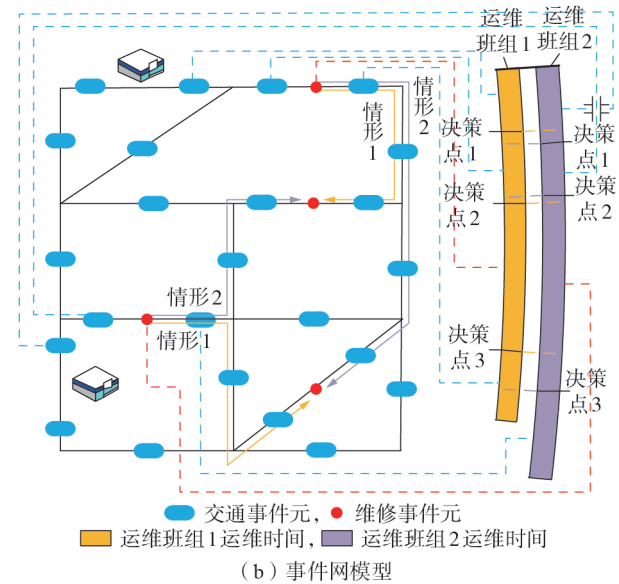 运维 运维
班组1 班组2
情形1
情形2
决策
点1
决策
点1
决策
点2
决策
点2
情形2
情形1
决策
点3
决策
点3
交通事件元, 维修事件元
运维班组1运维时间, 运维班组2运维时间
(b)事件网模型